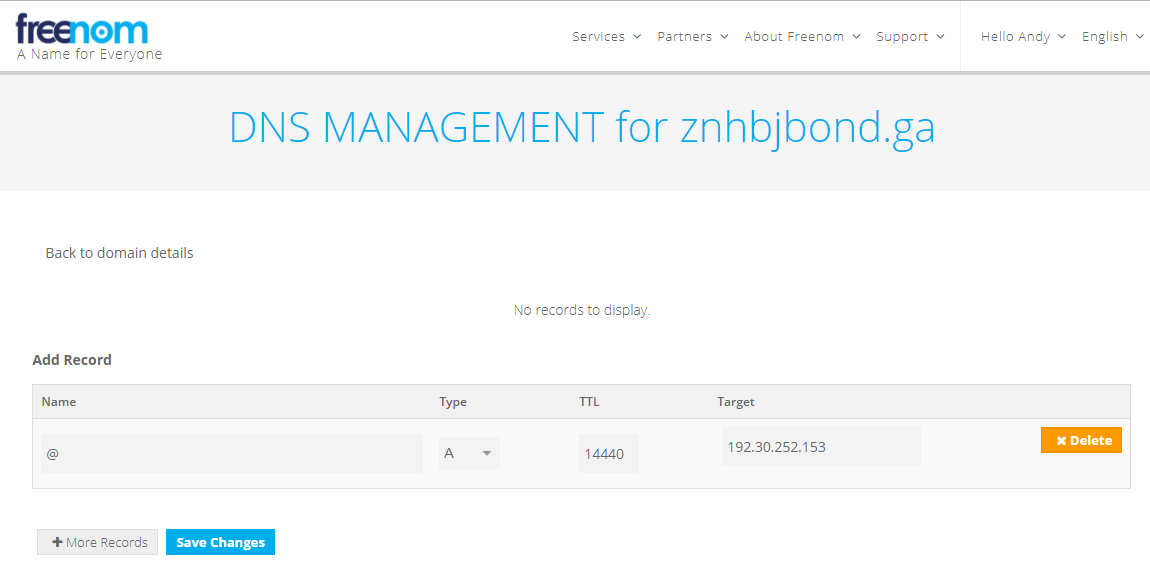 freenom
A Name for Everyone
Services Partners About Freenom Support Hello Andy English
DNS MANAGEMENT for znhbjbond.ga
Back to domain details
No records to display.
Add Record
Name Type TTL Target
@ A 14440 192.30.252.153 Delete
More Records Save Changes